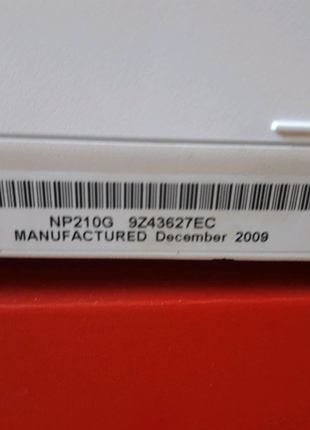 NP210G 9Z43627EC
MANUFACTURED December 2009